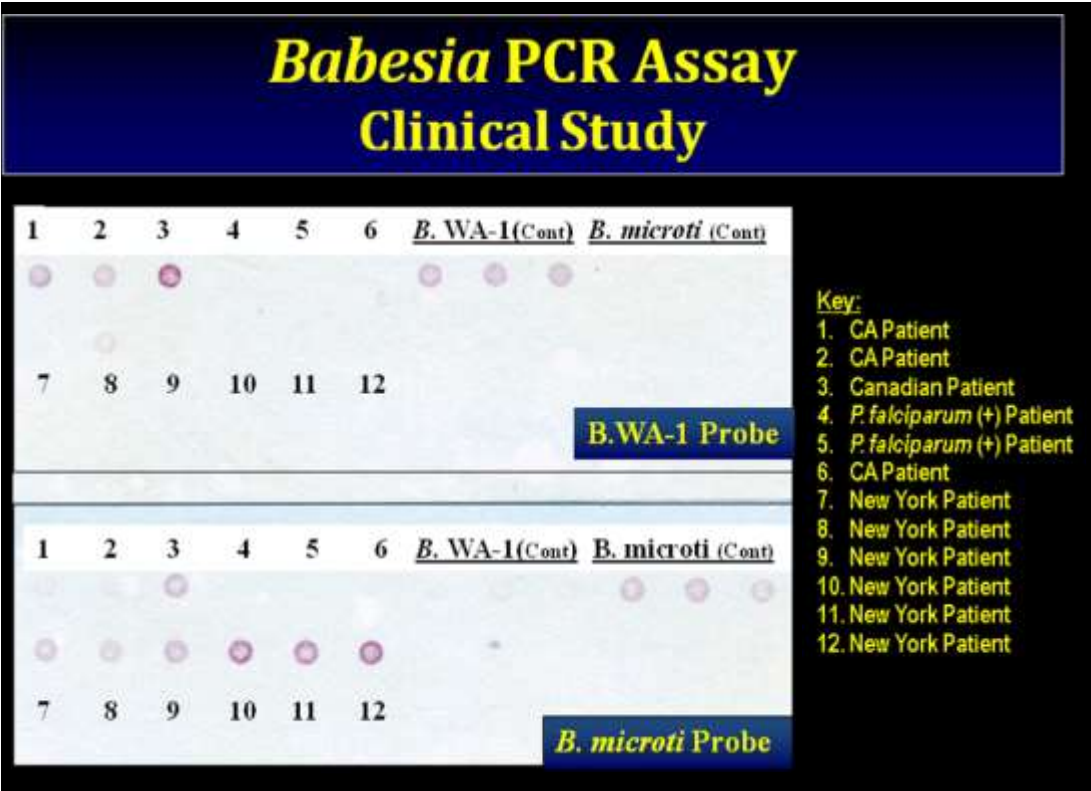 Babesia PCR Assay
Clinical Study
1 2 3 4 5 6 B. WA-1(Cont) B. microti (Cont)
7 8 9 10 11 12
B.WA-1 Probe
1 2 3 4 5 6 B. WA-1(Cont) B. microti (Cont)
7 8 9 10 11 12
B. microti Probe
Key:
1. CA Patient
2. CA Patient
3. Canadian Patient
4. P. falciparum (+) Patient
5. P. falciparum (+) Patient
6. CA Patient
7. New York Patient
8. New York Patient
9. New York Patient
10. New York Patient
11. New York Patient
12. New York Patient